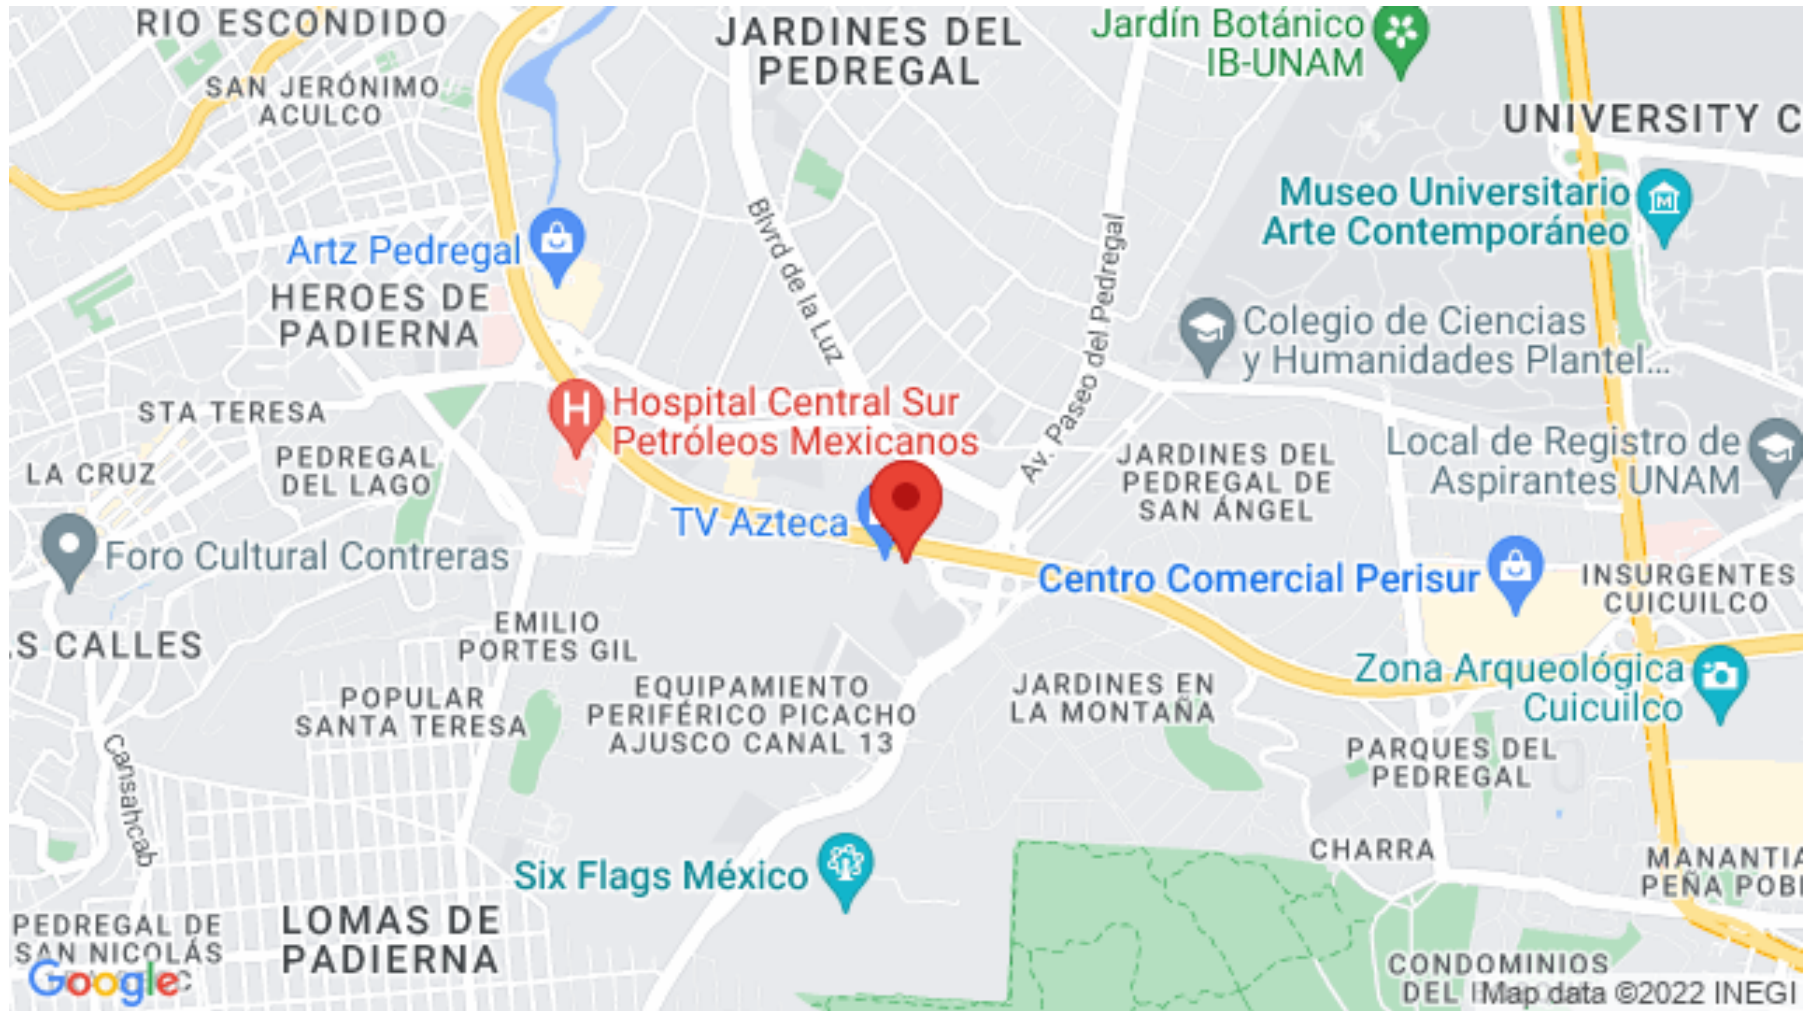 RIO ESCONDIDO
JARDINES DEL
PEDREGAL
Jardín Botánico
IB-UNAM
SAN JERÓNIMO
ACULCO
UNIVERSITY C
Museo Universitario
Arte Contemporáneo
Blvrd de la Luz
Av. Paseo del Pedregal
Artz Pedregal
HEROES DE
PADIERNA
Colegio de Ciencias
y Humanidades Plantel...
H
Hospital Central Sur
Petróleos Mexicanos
STA TERESA
PEDREGAL
DEL LAGO
LA CRUZ
JARDINES DEL
PEDREGAL DE
SAN ÁNGEL
Local de Registro de
Aspirantes UNAM
TV Azteca
Foro Cultural Contreras
Centro Comercial Perisur
INSURGENTES
CUICUILCO
S CALLES
EMILIO
PORTES GIL
Zona Arqueológica
Cuicuilco
POPULAR
SANTA TERESA
EQUIPAMIENTO
PERIFÉRICO PICACHO
AJUSCO CANAL 13
JARDINES EN
LA MONTAÑA
PARQUES DEL
PEDREGAL
Cansahcab
Six Flags México
CHARRA
MANANTIA
PEÑA POB
PEDREGAL DE
SAN NICOLÁS
LOMAS DE
PADIERNA
CONDOMINIOS
DEL
Google
Map data ©2022 INEGI